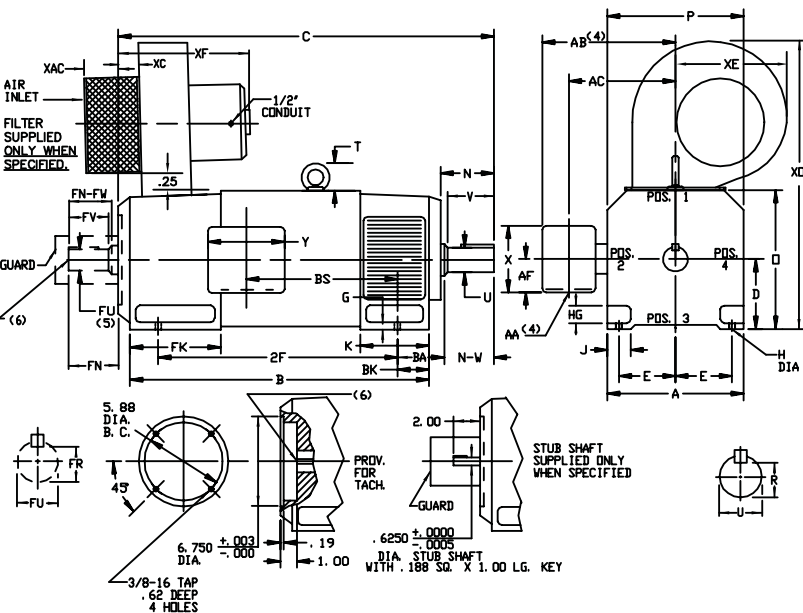 C
P
XAC
XC
XF
AB(4)
AC
XE
AIR
INLET
1/2"
CONDUIT
FILTER
SUPPLIED
ONLY WHEN
SPECIFIED.
.25
T
N
V
XD
FN-FW
FV
POS. 1
GUARD
Y
BS
X
AF
POS.
2
POS.
4
O
D
(6)
FU
(5)
G
U
HG
POS. 3
AA(4)
FN
FK
K
2F
BA
N-W
BK
B
J
E
E
A
H
DIA
5.88
DIA.
B. C.
(6)
FR
FU
45°
PROV.
FOR
TACH.
2.00
STUB SHAFT
SUPPLIED ONLY
WHEN SPECIFIED
GUARD
R
U
6.750 +.003
-.000
DIA.
.19
1.00
.6250 +.0000
-.0005
DIA. STUB SHAFT
WITH .188 SQ. X 1.00 LG. KEY
3/8-16 TAP
.62 DEEP
4 HOLES